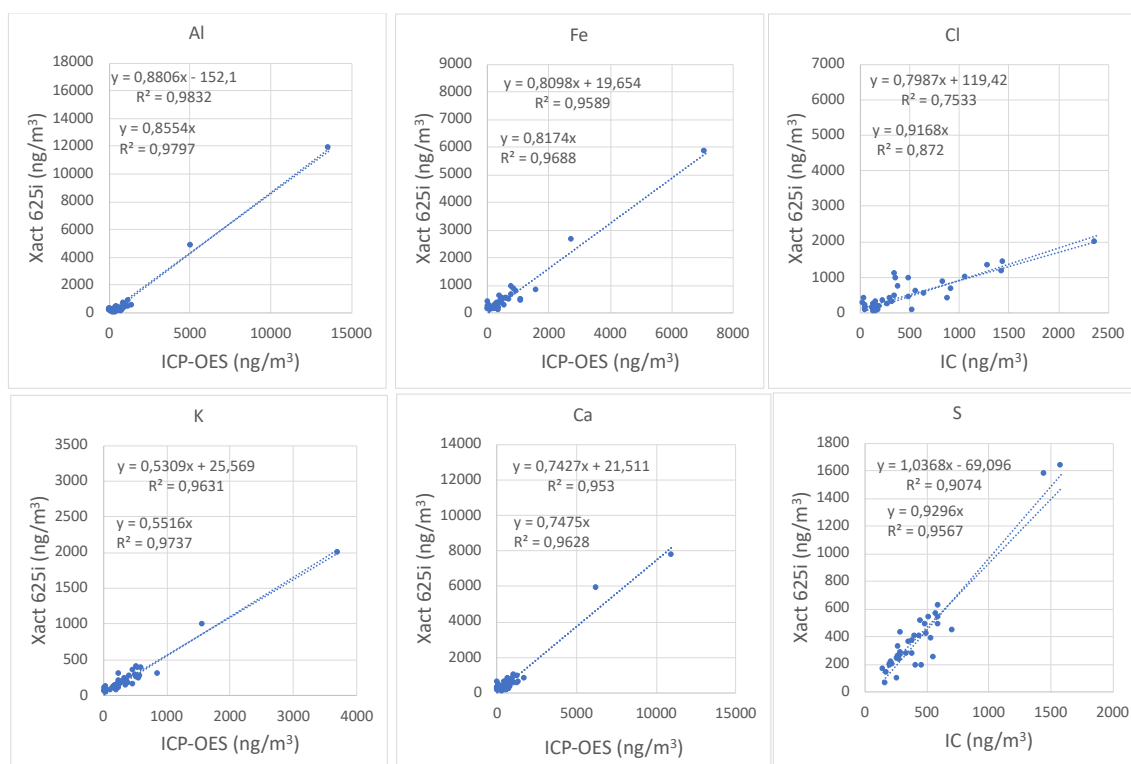 Al
18000
16000
14000
12000
10000
8000
6000
4000
2000
0
y = 0,8806x - 152,1
R² = 0,9832
y = 0,8554x
R² = 0,9797
0 5000 10000 15000
ICP-OES (ng/m³)
Xact 625i (ng/m³)
Fe
9000
8000
7000
6000
5000
4000
3000
2000
1000
0
y = 0,8098x + 19,654
R² = 0,9589
y = 0,8174x
R² = 0,9688
0 2000 4000 6000 8000
ICP-OES (ng/m³)
Xact 625i (ng/m³)
Cl
7000
6000
5000
4000
3000
2000
1000
0
y = 0,7987x + 119,42
R² = 0,7533
y = 0,9168x
R² = 0,872
0 500 1000 1500 2000 2500
IC (ng/m³)
Xact 625i (ng/m³)
K
3500
3000
2500
2000
1500
1000
500
0
y = 0,5309x + 25,569
R² = 0,9631
y = 0,5516x
R² = 0,9737
0 1000 2000 3000 4000
ICP-OES (ng/m³)
Xact 625i (ng/m³)
Ca
14000
12000
10000
8000
6000
4000
2000
0
y = 0,7427x + 21,511
R² = 0,953
y = 0,7475x
R² = 0,9628
0 5000 10000 15000
ICP-OES (ng/m³)
Xact 625i (ng/m³)
S
1800
1600
1400
1200
1000
800
600
400
200
0
y = 1,0368x - 69,096
R² = 0,9074
y = 0,9296x
R² = 0,9567
0 500 1000 1500 2000
IC (ng/m³)
Xact 625i (ng/m³)